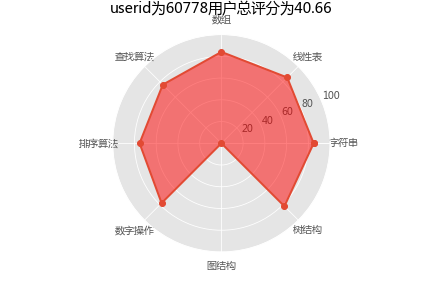 userid为60778用户总评分为40.66
数组
查找算法
线性表
100
80
60
40
20
排序算法
字符串
数字操作
树结构
图结构